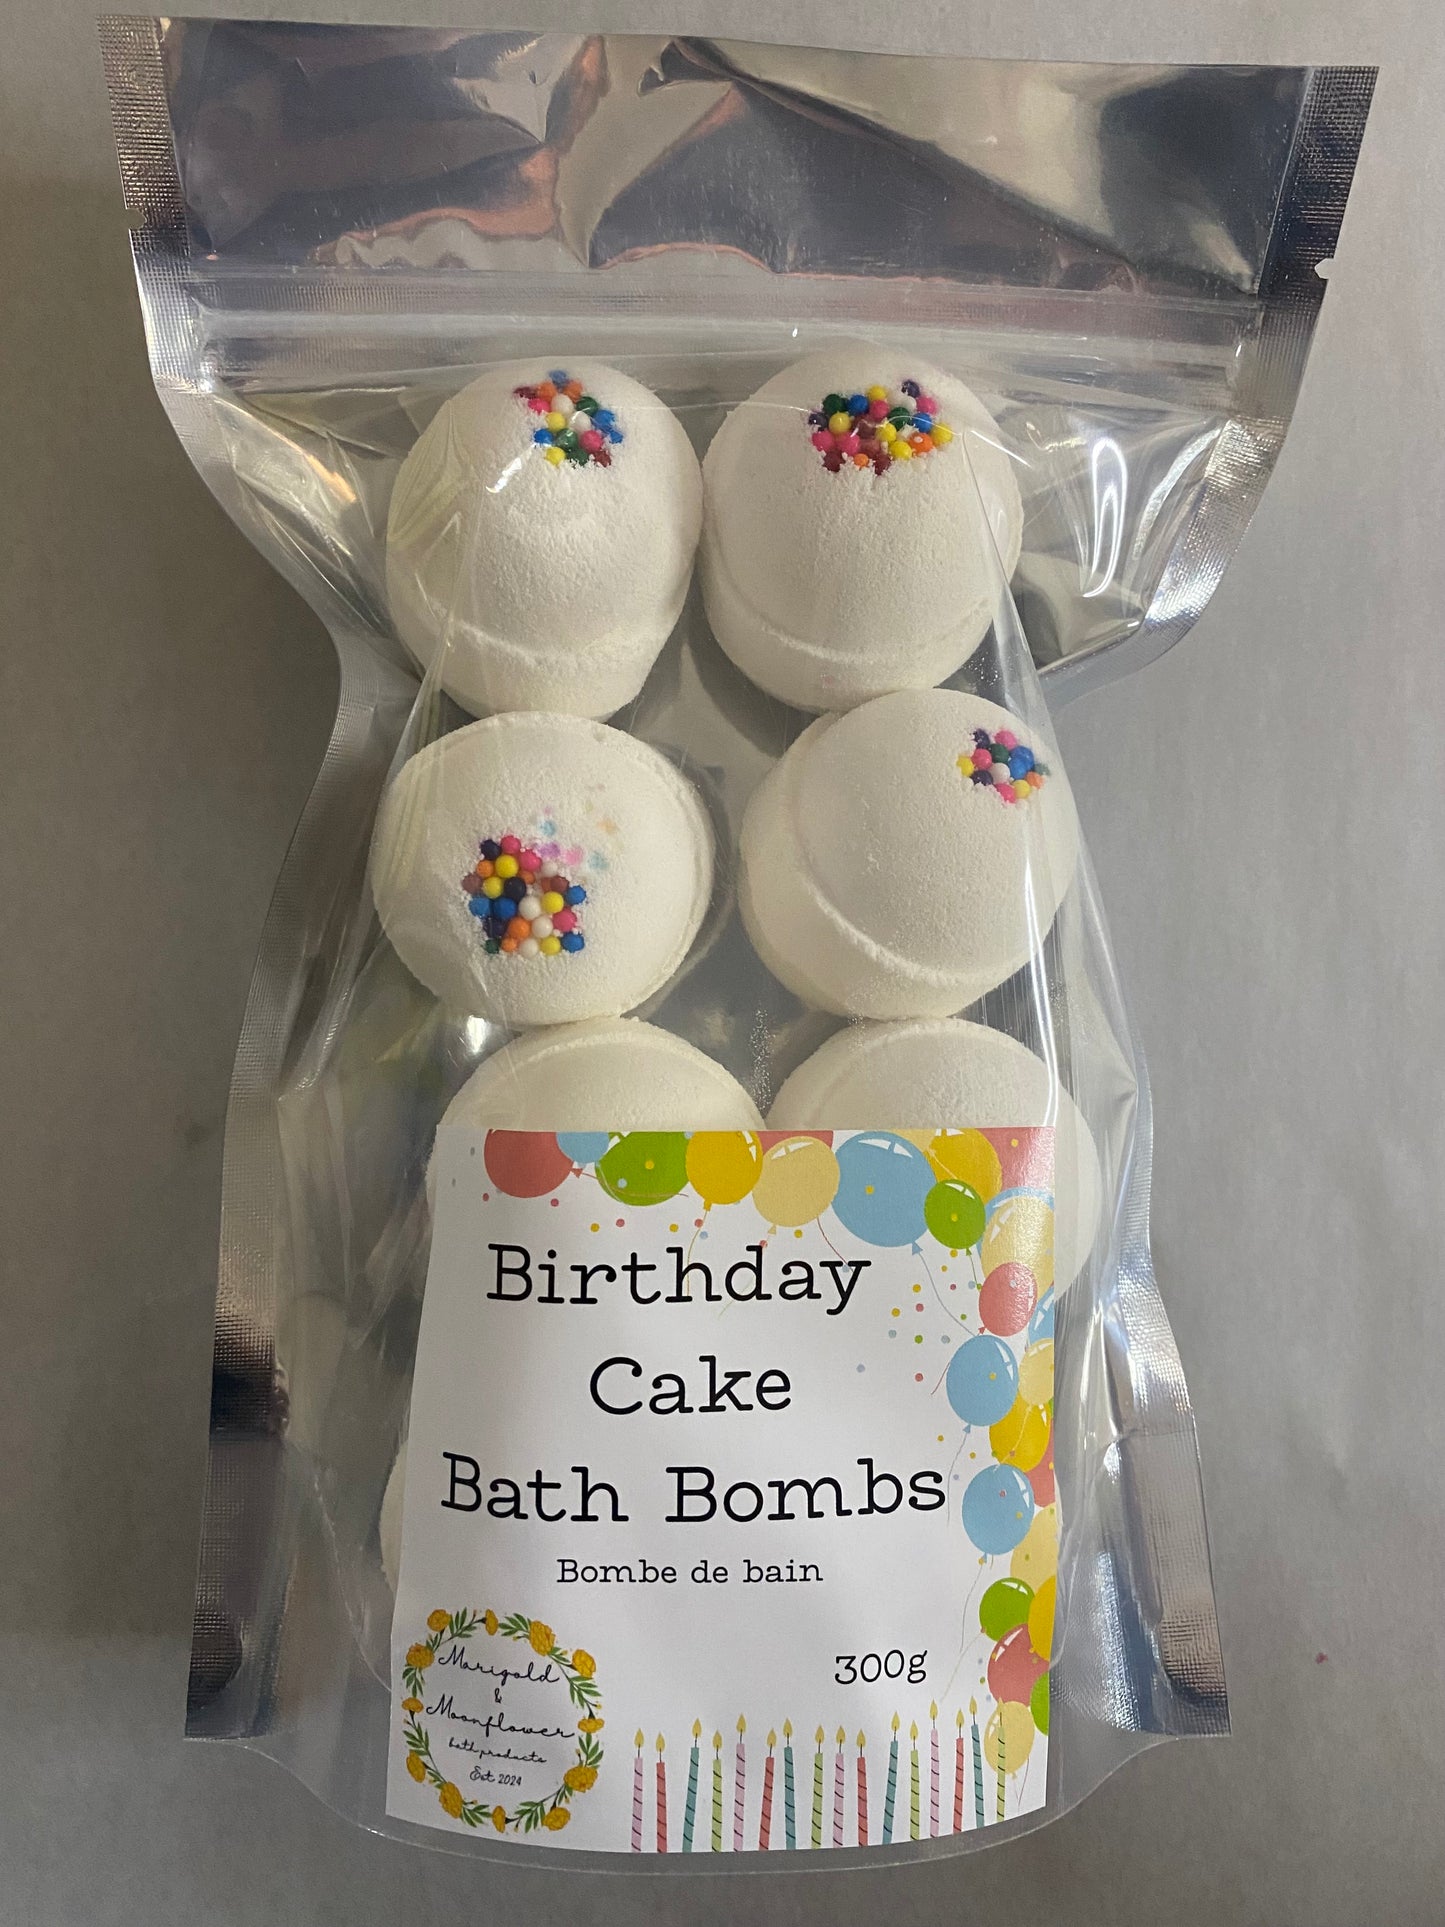 Birthday
Cake
Bath Bombs
Bombe de bain
300g
Marigold
&
Moonflower
bath products
Est 2024